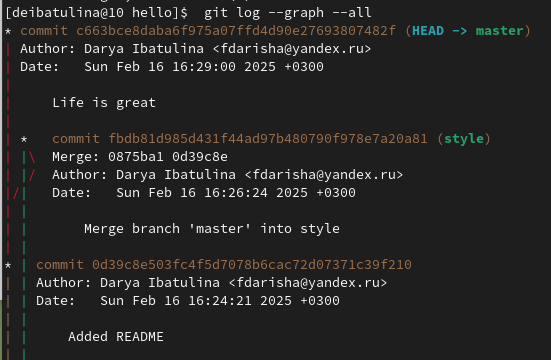 [deibatulina@10 hello]$ git log --graph --all
* commit c663bce8daba6f975a07ffd4d90e27693807482f (HEAD -> master)
| Author: Darya Ibatulina <fdarisha@yandex.ru>
| Date:   Sun Feb 16 16:29:00 2025 +0300
|
|     Life is great
|
| *   commit fbdb81d985d431f44ad97b480790f978e7a20a81 (style)
| |\  Merge: 0875ba1 0d39c8e
| |/  Author: Darya Ibatulina <fdarisha@yandex.ru>
|/|   Date:   Sun Feb 16 16:26:24 2025 +0300
| |
| |       Merge branch 'master' into style
| |
* | commit 0d39c8e503fc4f5d7078b6cac72d07371c39f210
| | Author: Darya Ibatulina <fdarisha@yandex.ru>
| | Date:   Sun Feb 16 16:24:21 2025 +0300
| |
| |     Added README
| |